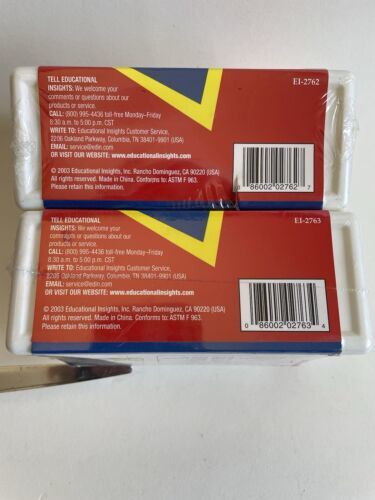 TELL EDUCATIONAL
INSIGHTS: We welcome your
comments or questions about our
products or service.
CALL: (800) 995-4436 toll-free Monday–Friday
8:30 a.m. to 5:00 p.m. CST
WRITE TO: Educational Insights Customer Service,
2206 Oakland Parkway, Columbia, TN 38401-9901 (USA)
EMAIL: service@edin.com
OR VISIT OUR WEBSITE: www.educationalinsights.com
© 2003 Educational Insights, Inc. Rancho Dominguez, CA 90220 (USA)
All rights reserved. Made in China. Conforms to: ASTM F 963.
Please retain this information.
EI-2762
86002 02762 7
TELL EDUCATIONAL
INSIGHTS: We welcome your
comments or questions about our
products or service.
CALL: (800) 995-4436 toll-free Monday–Friday
8:30 a.m. to 5:00 p.m. CST
WRITE TO: Educational Insights Customer Service,
2206 Oakland Parkway, Columbia, TN 38401-9901 (USA)
EMAIL: service@edin.com
OR VISIT OUR WEBSITE: www.educationalinsights.com
© 2003 Educational Insights, Inc. Rancho Dominguez, CA 90220 (USA)
All rights reserved. Made in China. Conforms to: ASTM F 963.
Please retain this information.
EI-2763
0 86002 02763 4